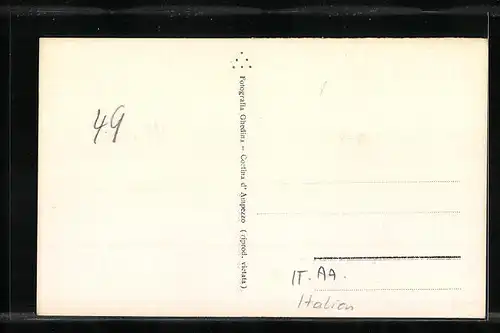 49
Fotografia Ghedina - Cortina d' Ampezzo (riprod. vietata)
IT. AA.
Italien